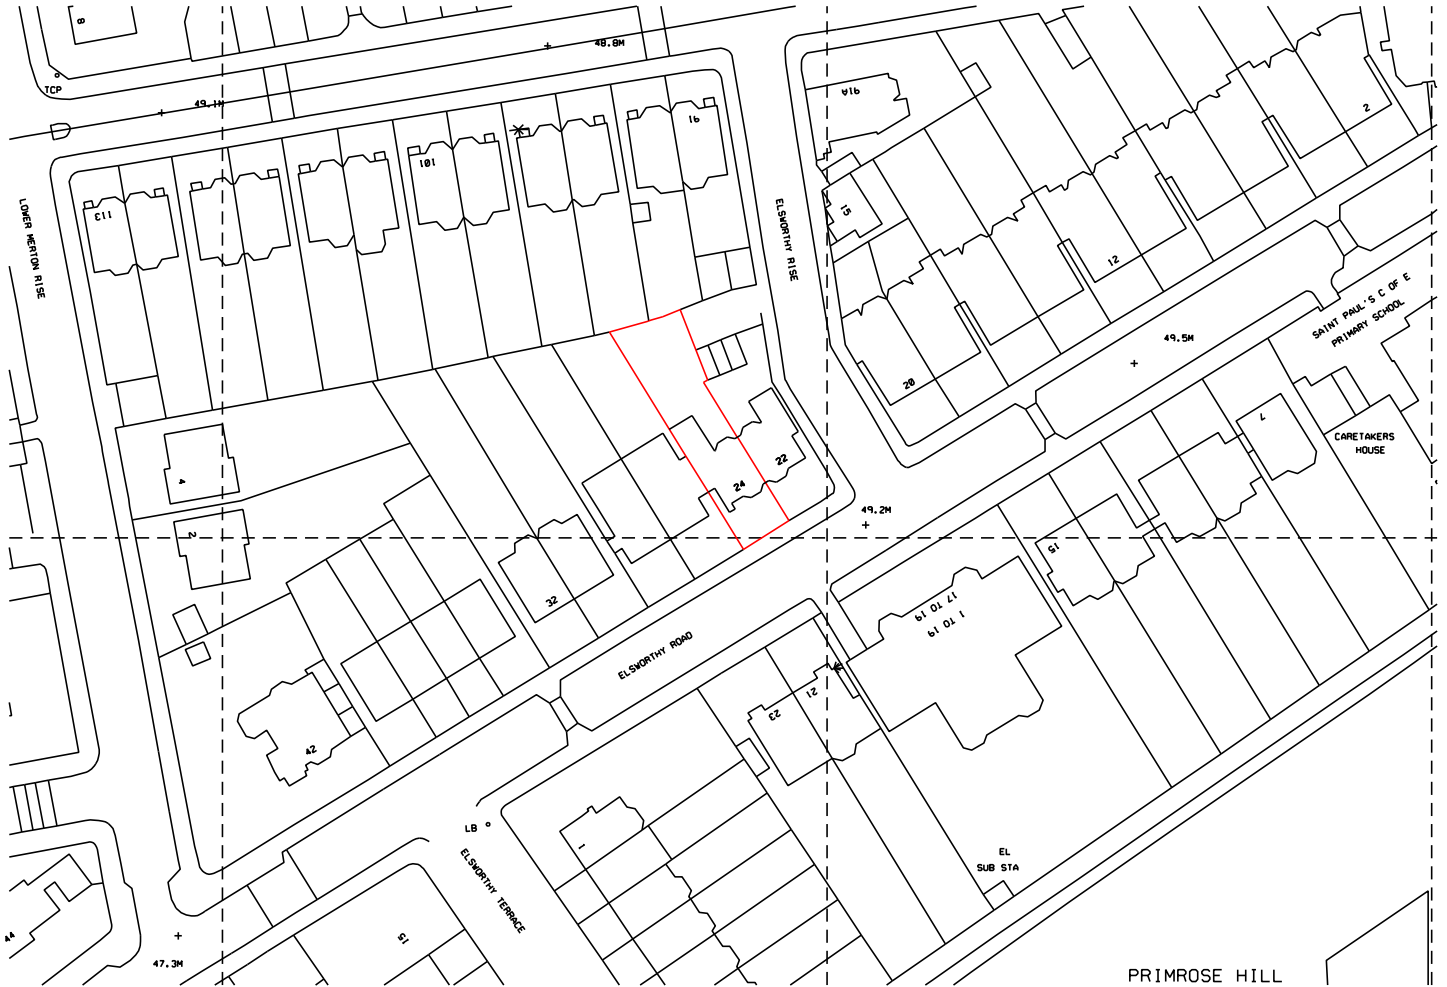 8
48.8M
TCP
49.1M
91A
2
16
101
113
15
LOWER MERTON RISE
ELSWORTHY RISE
12
SAINT PAUL'S C OF E
PRIMARY SCHOOL
49.5M
20
7
CARETAKERS
HOUSE
22
24
4
49.2M
2
15
32
17 TO 19
1 TO 19
ELSWORTHY ROAD
21
23
42
LB
1
ELSWORTHY TERRACE
EL
SUB STA
15
44
47.3M
PRIMROSE HILL